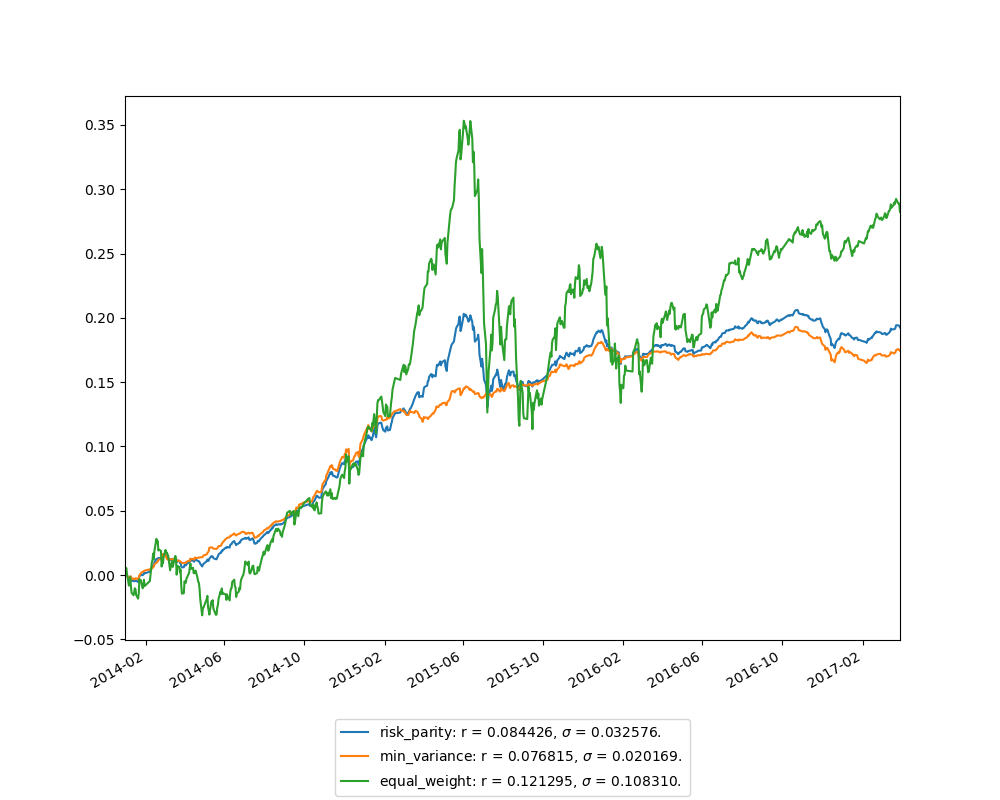 0.35
0.30
0.25
0.20
0.15
0.10
0.05
0.00
−0.05
2014-02 2014-06 2014-10 2015-02 2015-06 2015-10 2016-02 2016-06 2016-10 2017-02
risk_parity: r = 0.084426, σ = 0.032576.
min_variance: r = 0.076815, σ = 0.020169.
equal_weight: r = 0.121295, σ = 0.108310.